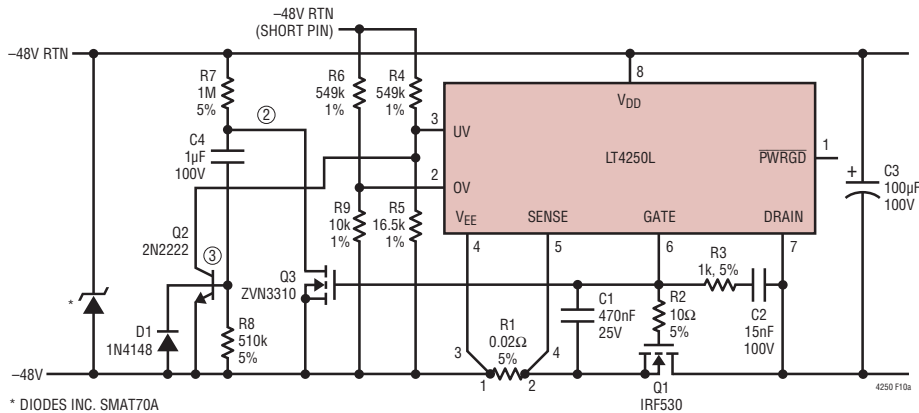 –48V RTN
(SHORT PIN)
–48V RTN
R7
1M
5%
R6
549k
1%
R4
549k
1%
8
VDD
②
3
UV
LT4250L
PWRGD
1
C4
1µF
100V
2
OV
C3
100µF
100V
+
R9
10k
1%
R5
16.5k
1%
VEE
SENSE
GATE
DRAIN
4
5
6
7
Q2
2N2222
③
Q3
ZVN3310
R3
1k, 5%
C2
15nF
100V
*
D1
1N4148
R8
510k
5%
C1
470nF
25V
R2
10Ω
5%
R1
0.02Ω
5%
3
4
1
2
–48V
Q1
IRF530
4250 F10a
* DIODES INC. SMAT70A